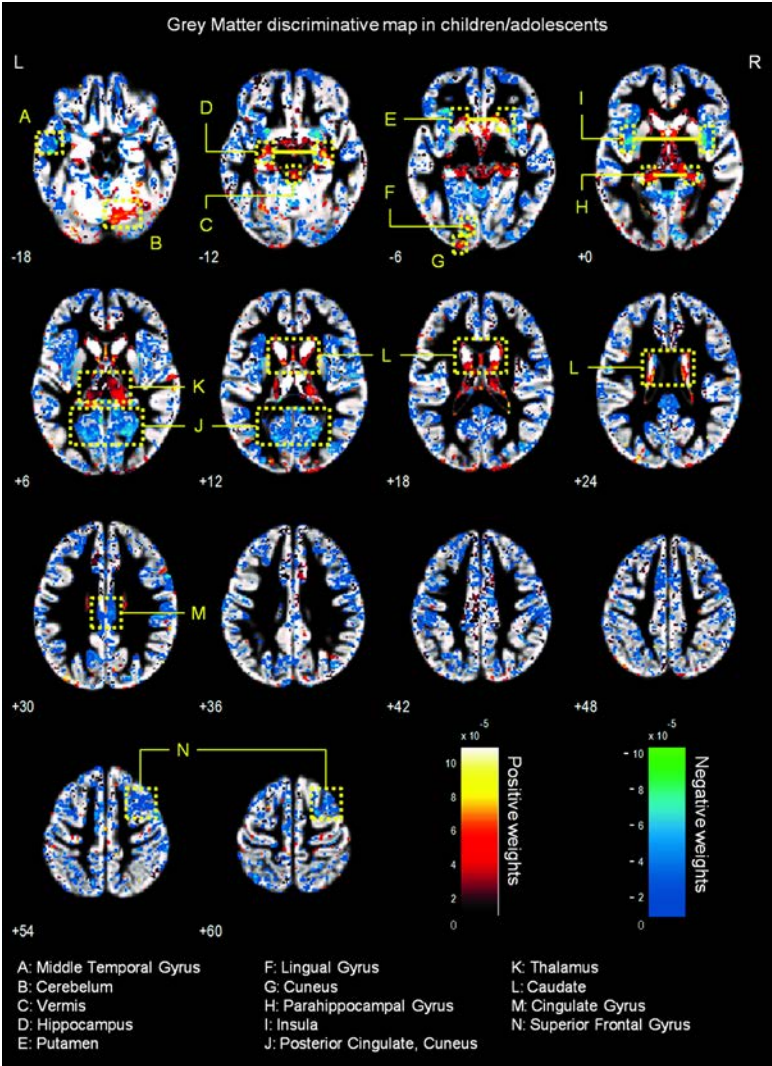 Grey Matter discriminative map in children/adolescents
L R
A D E I
B C F G H
-18 -12 -6 +0
K L L
J
+6 +12 +18 +24
M
+30 +36 +42 +48
N
x 10 -5 x 10 -5
10 8 6 4 2 0
Positive weights
- 10 - 8 - 6 - 4 - 2 0
Negative weights
+54 +60
A: Middle Temporal Gyrus
B: Cerebelum
C: Vermis
D: Hippocampus
E: Putamen
F: Lingual Gyrus
G: Cuneus
H: Parahippocampal Gyrus
I: Insula
J: Posterior Cingulate, Cuneus
K: Thalamus
L: Caudate
M: Cingulate Gyrus
N: Superior Frontal Gyrus